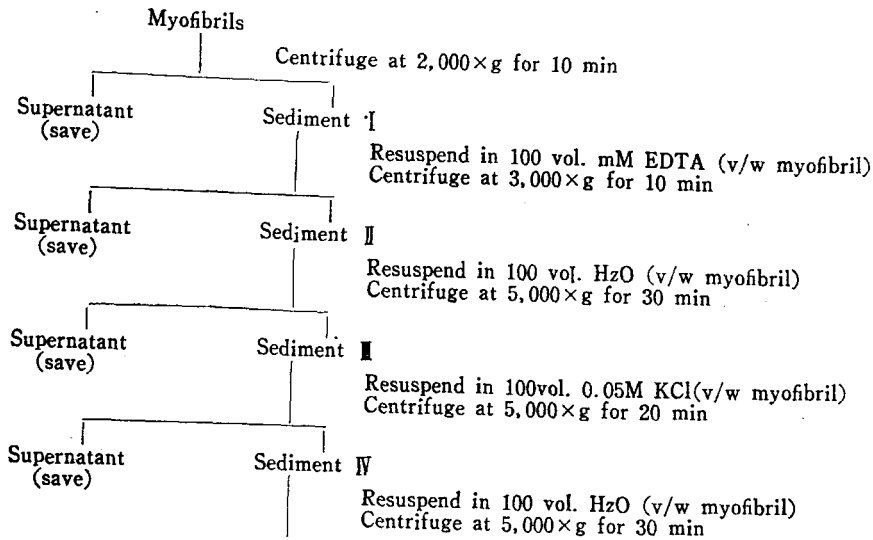 Myofibrils
Centrifuge at 2,000×g for 10 min
Supernatant
(save)
Sediment I
Resuspend in 100 vol. mM EDTA (v/w myofibril)
Centrifuge at 3,000×g for 10 min
Supernatant
(save)
Sediment Ⅱ
Resuspend in 100 vol. HzO (v/w myofibril)
Centrifuge at 5,000×g for 30 min
Supernatant
(save)
Sediment Ⅲ
Resuspend in 100vol. 0.05M KCl(v/w myofibril)
Centrifuge at 5,000×g for 20 min
Supernatant
(save)
Sediment Ⅳ
Resuspend in 100 vol. HzO (v/w myofibril)
Centrifuge at 5,000×g for 30 min